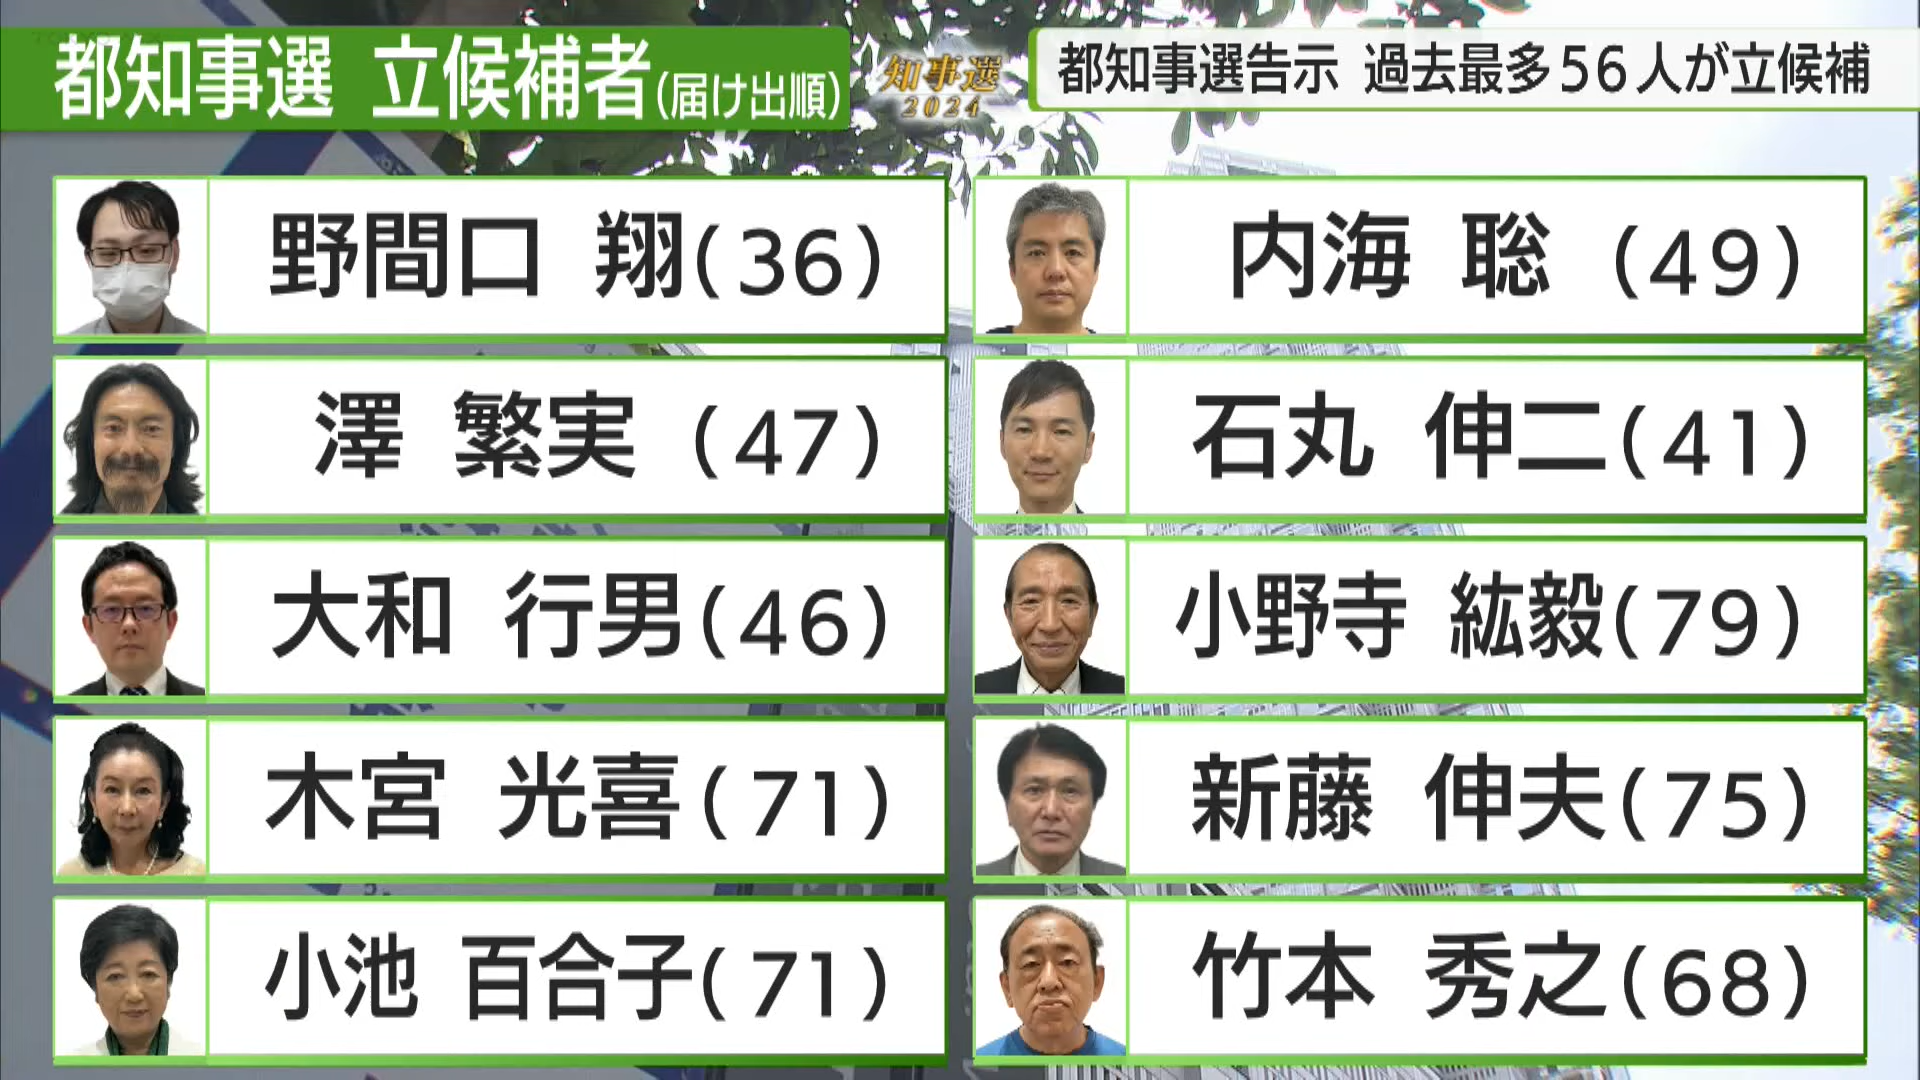 都知事選 立候補者(届け出順)
知事選
2024
都知事選告示 過去最多56人が立候補
野間口 翔(36)
内海 聡(49)
澤 繁実(47)
石丸 伸二(41)
大和 行男(46)
小野寺 紘毅(79)
木宮 光喜(71)
新藤 伸夫(75)
小池 百合子(71)
竹本 秀之(68)